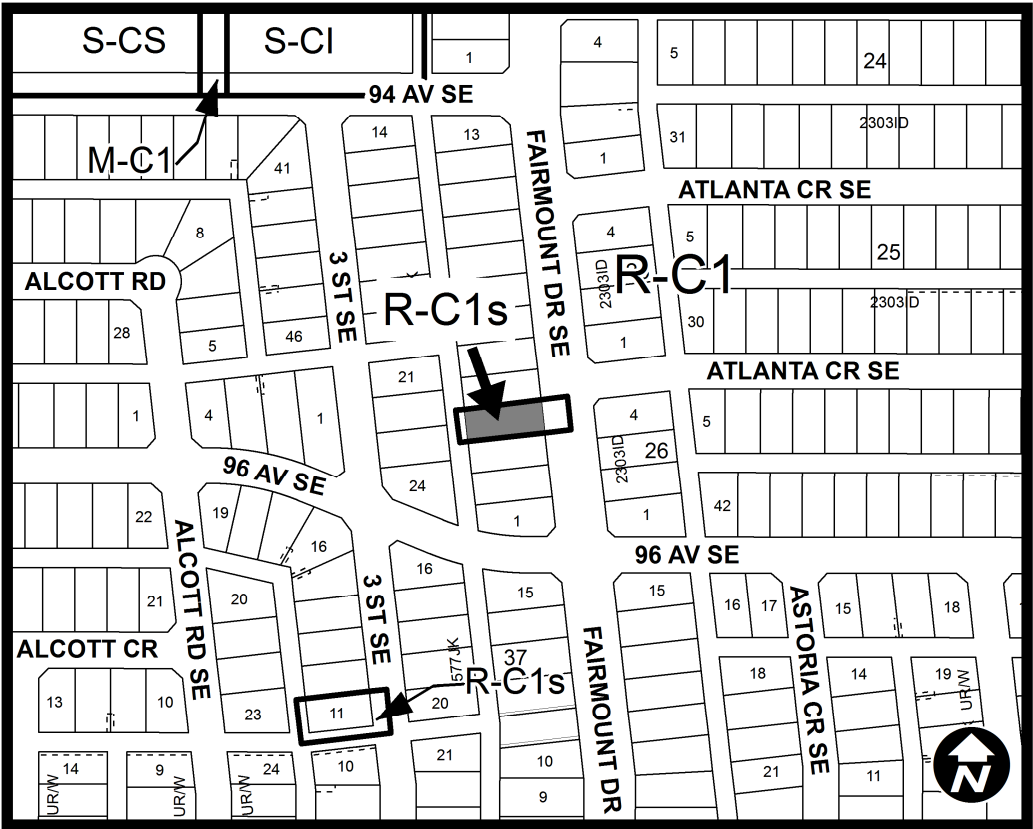 S-CS
S-CI
1
4
5
24
94 AV SE
M-C1
41
14
13
FAIRMOUNT DR SE
1
31
2303ID
ATLANTA CR SE
8
3 ST SE
4
2303ID
R-C1
5
25
ALCOTT RD
28
5
46
R-C1s
1
30
2303ID
ATLANTA CR SE
1
4
1
21
4
2303ID
26
5
96 AV SE
24
1
1
42
22
19
16
96 AV SE
ALCOTT RD SE
21
20
3 ST SE
16
15
15
16
17
ASTORIA CR SE
15
18
ALCOTT CR
577JK
37
FAIRMOUNT DR
13
10
23
11
R-C1s
20
18
14
19
UR/W
14
UR/W
9
UR/W
24
UR/W
10
21
10
9
21
11
N